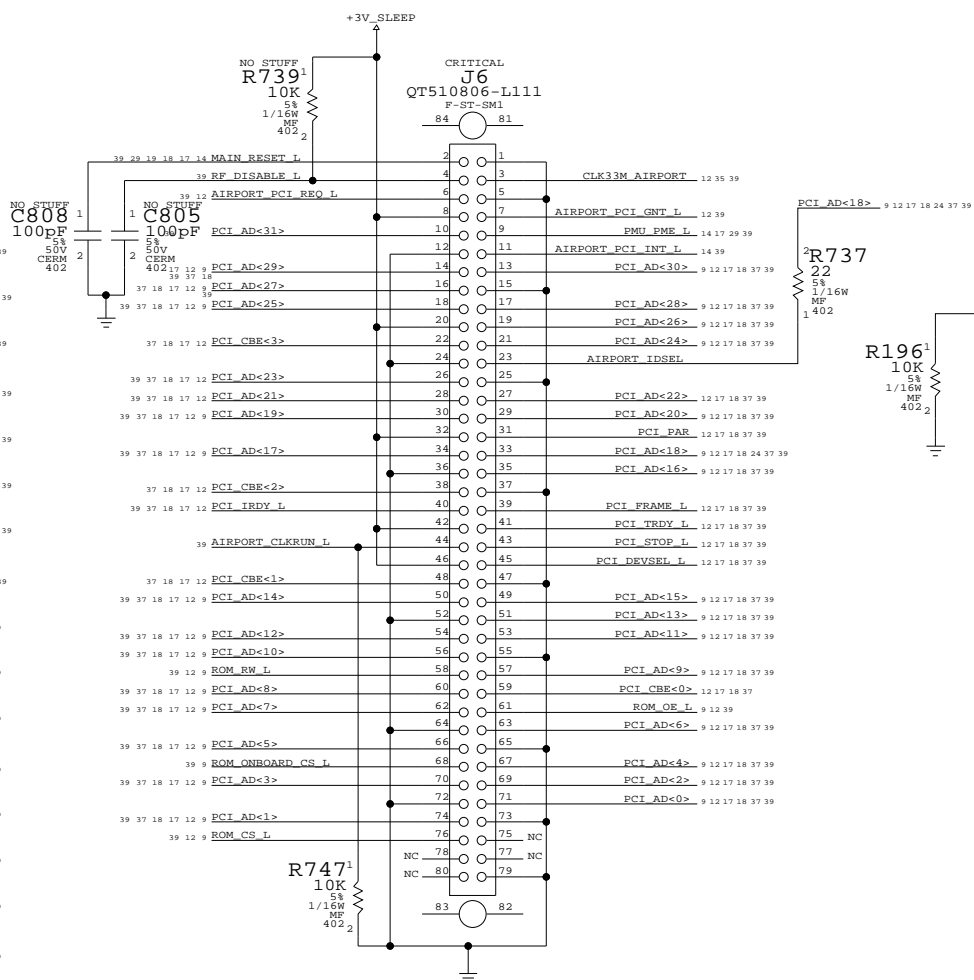 +3V_SLEEP
NO STUFF
R739 1
10K
5%
1/16W
MF
402 2
CRITICAL
J6
QT510806-L111
F-ST-SM1
84 81
39 29 19 18 17 14 MAIN_RESET_L 2 1
39 RF_DISABLE_L 4 3 CLK33M_AIRPORT 12 35 39
39 12 AIRPORT_PCI_REQ_L 6 5
8 7 AIRPORT_PCI_GNT_L 12 39
PCI_AD<31> 10 9 PMU_PME_L 14 17 29 39
12 11 AIRPORT_PCI_INT_L 14 39
17 12 9 PCI_AD<29> 14 13 PCI_AD<30> 9 12 17 18 37 39
39 37 18
37 18 17 12 9 PCI_AD<27> 16 15
39
39 37 18 17 12 9 PCI_AD<25> 18 17 PCI_AD<28> 9 12 17 18 37 39
20 19 PCI_AD<26> 9 12 17 18 37 39
37 18 17 12 PCI_CBE<3> 22 21 PCI_AD<24> 9 12 17 18 37 39
24 23 AIRPORT_IDSEL
39 37 18 17 12 PCI_AD<23> 26 25
39 37 18 17 12 PCI_AD<21> 28 27 PCI_AD<22> 12 17 18 37 39
39 37 18 17 12 9 PCI_AD<19> 30 29 PCI_AD<20> 9 12 17 18 37 39
32 31 PCI_PAR 12 17 18 37 39
39 37 18 17 12 9 PCI_AD<17> 34 33 PCI_AD<18> 9 12 17 18 24 37 39
36 35 PCI_AD<16> 9 12 17 18 37 39
37 18 17 12 PCI_CBE<2> 38 37
39 37 18 17 12 PCI_IRDY_L 40 39 PCI_FRAME_L 12 17 18 37 39
42 41 PCI_TRDY_L 12 17 18 37 39
39 AIRPORT_CLKRUN_L 44 43 PCI_STOP_L 12 17 18 37 39
46 45 PCI_DEVSEL_L 12 17 18 37 39
37 18 17 12 PCI_CBE<1> 48 47
39 37 18 17 12 9 PCI_AD<14> 50 49 PCI_AD<15> 9 12 17 18 37 39
52 51 PCI_AD<13> 9 12 17 18 37 39
39 37 18 17 12 9 PCI_AD<12> 54 53 PCI_AD<11> 9 12 17 18 37 39
39 37 18 17 12 9 PCI_AD<10> 56 55
39 12 9 ROM_RW_L 58 57 PCI_AD<9> 9 12 17 18 37 39
39 37 18 17 12 9 PCI_AD<8> 60 59 PCI_CBE<0> 12 17 18 37
39 37 18 17 12 9 PCI_AD<7> 62 61 ROM_OE_L 9 12 39
64 63 PCI_AD<6> 9 12 17 18 37 39
39 37 18 17 12 9 PCI_AD<5> 66 65
39 9 ROM_ONBOARD_CS_L 68 67 PCI_AD<4> 9 12 17 18 37 39
39 37 18 17 12 9 PCI_AD<3> 70 69 PCI_AD<2> 9 12 17 18 37 39
72 71 PCI_AD<0> 9 12 17 18 37 39
39 37 18 17 12 9 PCI_AD<1> 74 73
39 12 9 ROM_CS_L 76 75 NC
NC 78 77 NC
NC 80 79
83 82
NO STUFF
C808 1
100pF
5%
50V
CERM
402
2
NO STUFF
C805
1
100pF
5%
50V
CERM
402
2
PCI_AD<18> 9 12 17 18 24 37 39
2 R737
22
5%
1/16W
MF
1 402
R196 1
10K
5%
1/16W
MF
402 2
R747 1
10K
5%
1/16W
MF
402 2